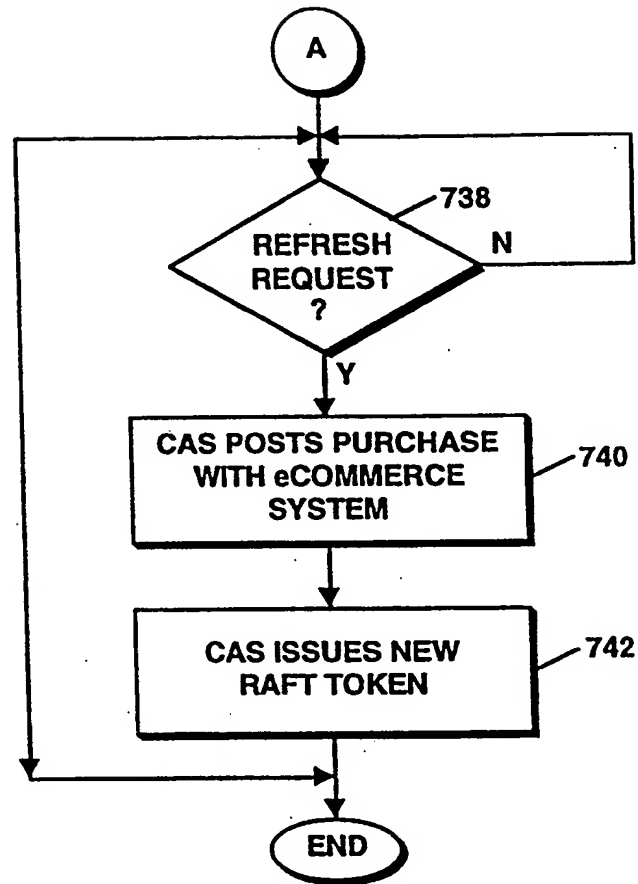 A
738
REFRESH
REQUEST
?
N
Y
CAS POSTS PURCHASE
WITH eCOMMERCE
SYSTEM
740
CAS ISSUES NEW
RAFT TOKEN
742
END